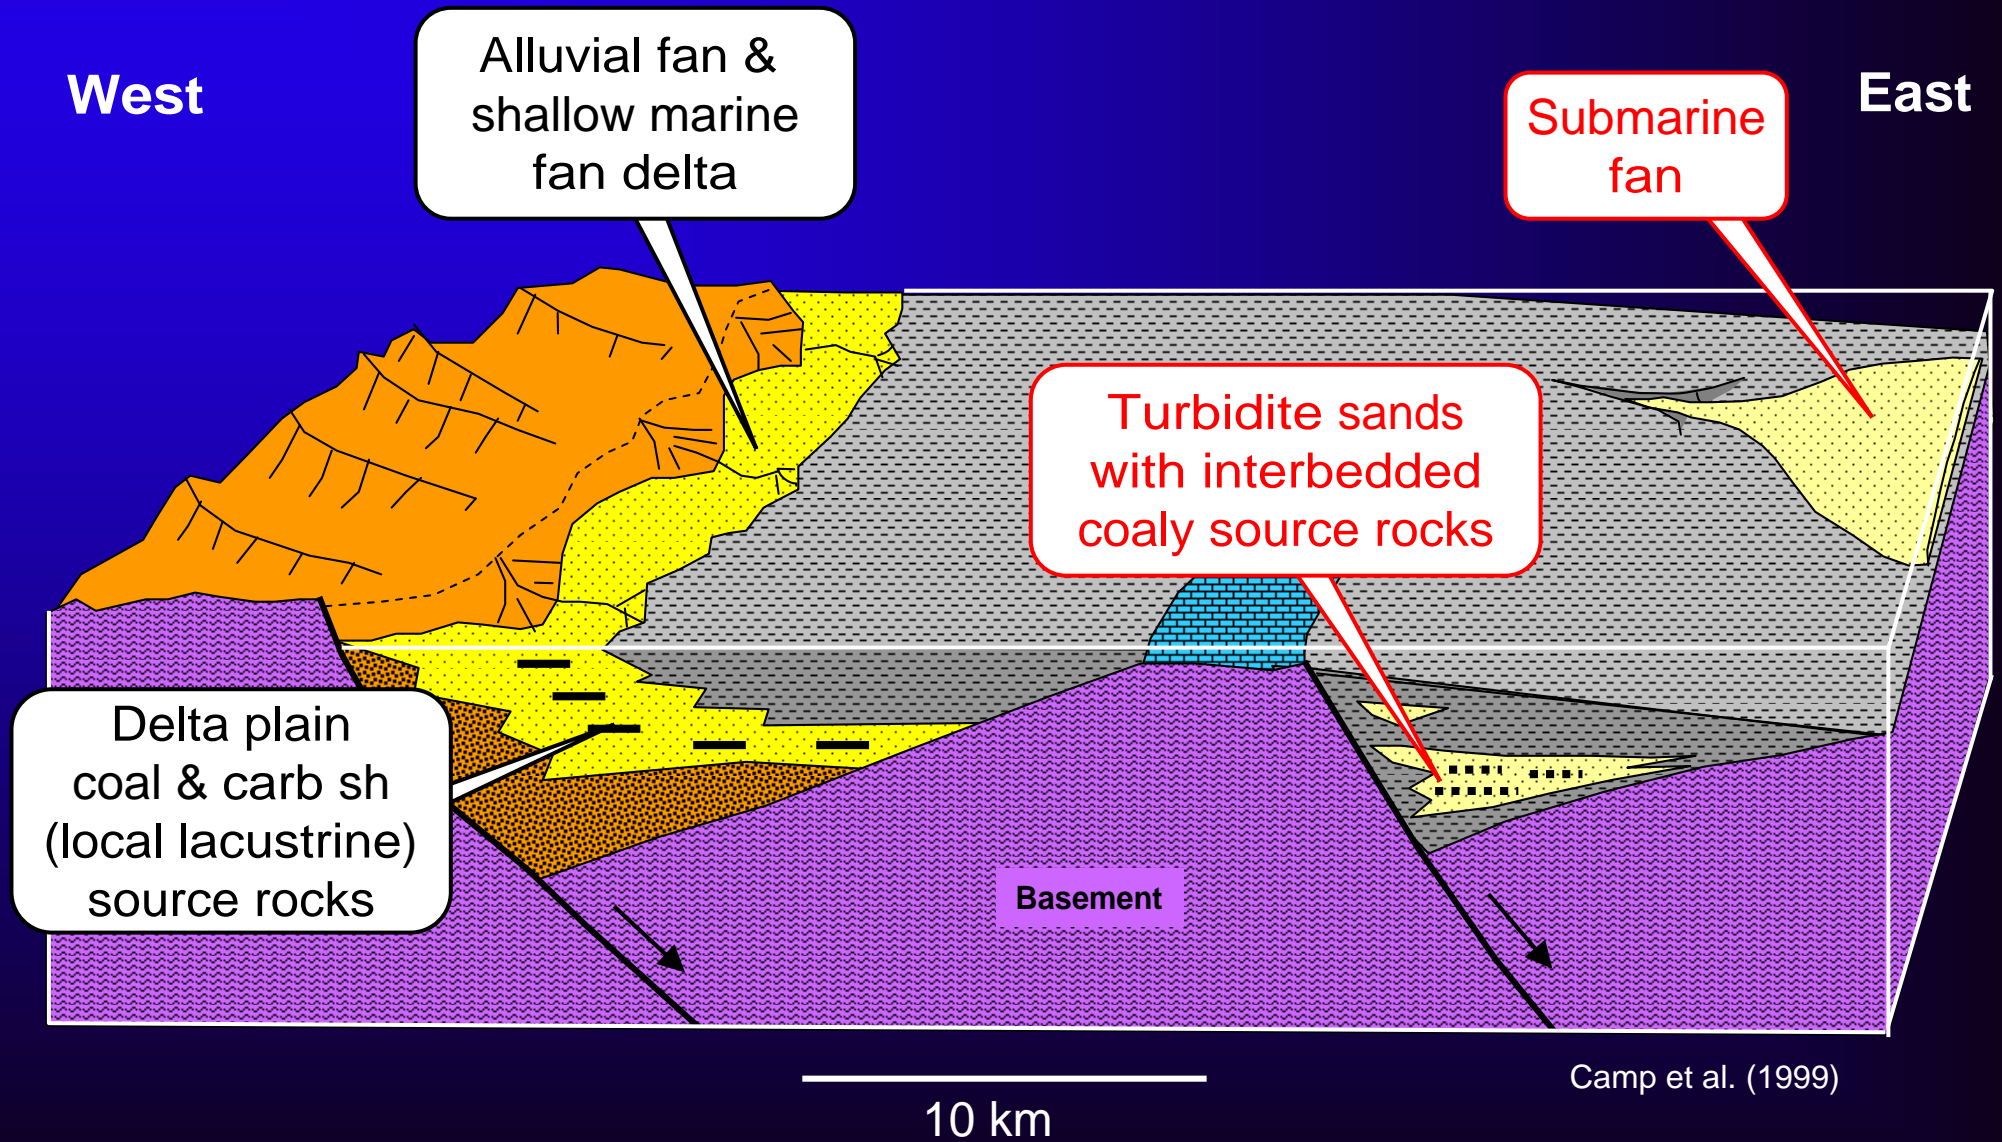 West
Alluvial fan &
shallow marine
fan delta
Submarine
fan
East
Turbidite sands
with interbedded
coaly source rocks
Delta plain
coal & carb sh
(local lacustrine)
source rocks
Basement
Camp et al. (1999)
10 km